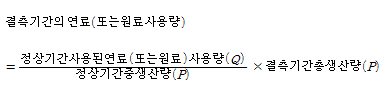 결측기간의 연료(또는원료사용량)
= 정상기간사용된연료(또는원료)사용량(Q)
정상기간중생산량(P)
× 결측기간총생산량(P)